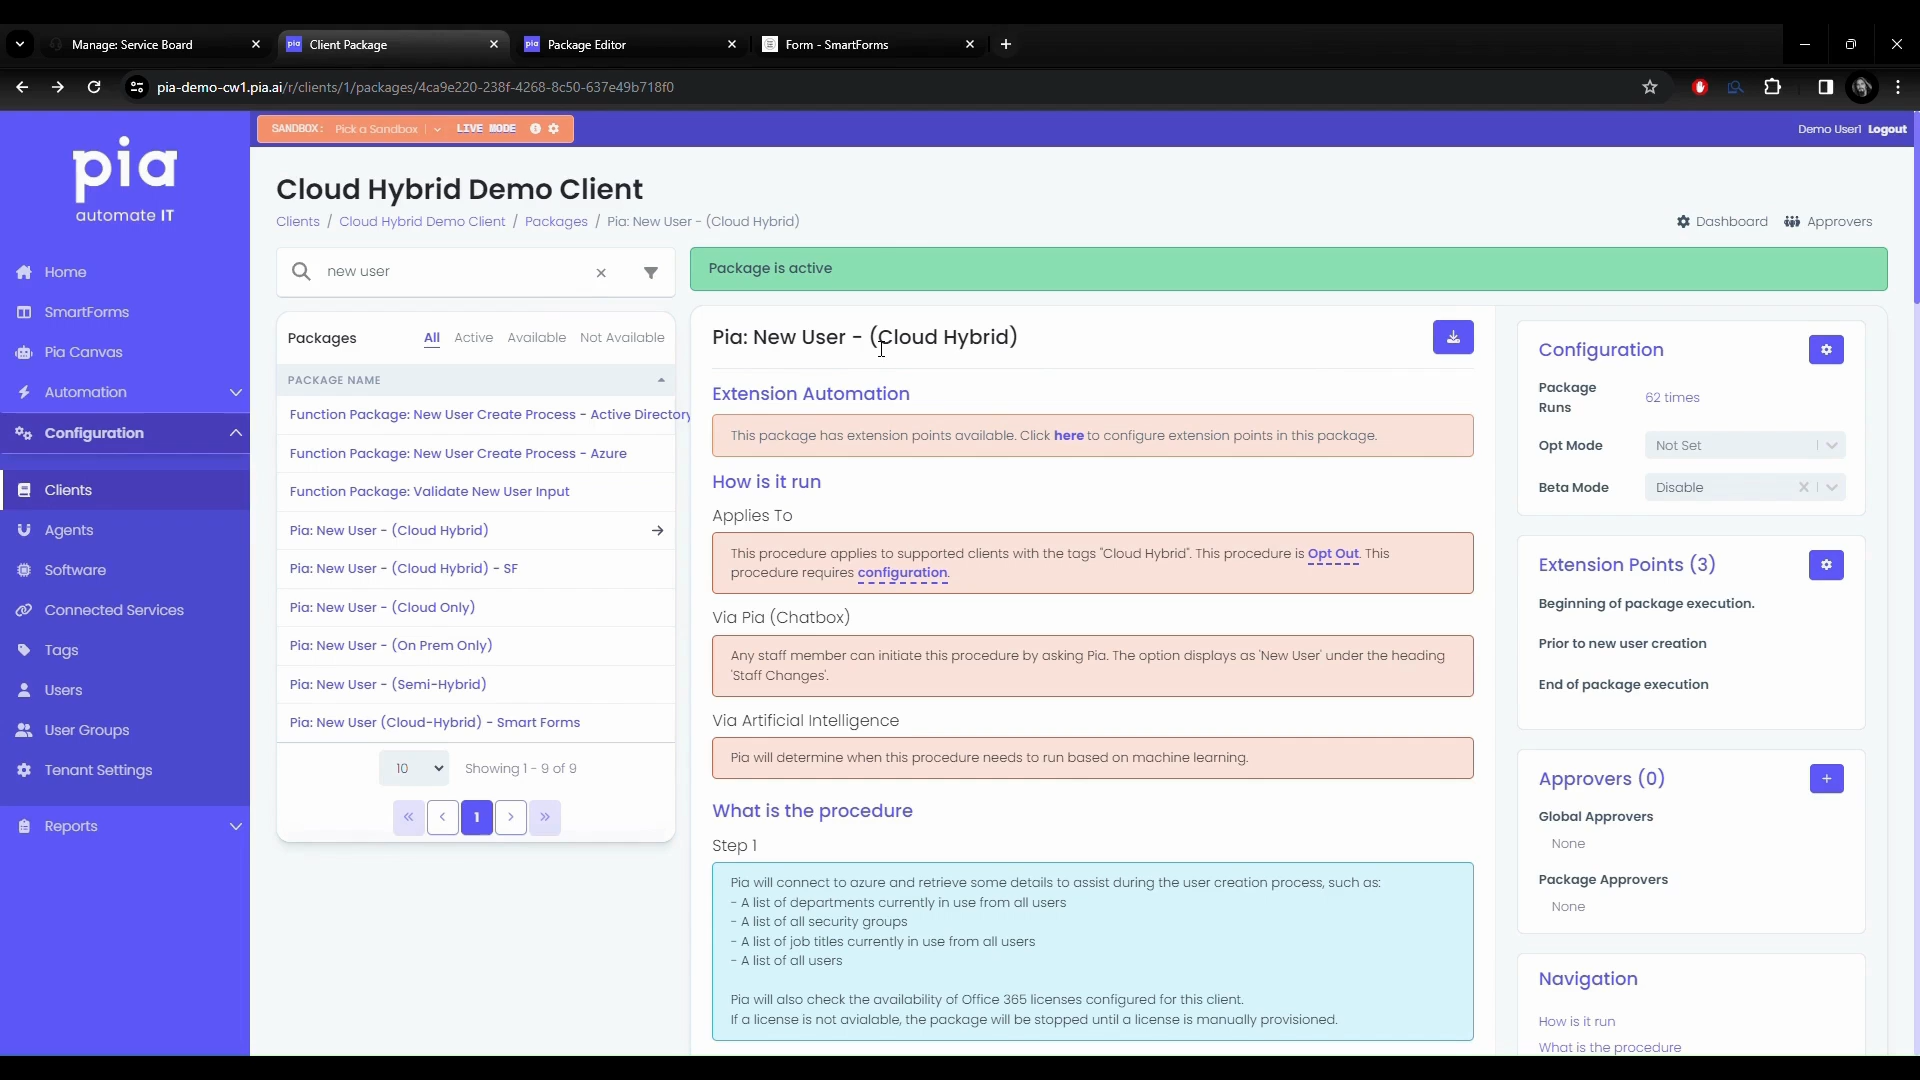 Manage: Service Board
pia Client Package
pia Package Editor
Form - SmartForms
pia-demo-cw1.pia.ai/r/clients/1/packages/4ca9e220-238f-4268-8c50-637e49b718f0
pia
automate IT
SANDBOX: Pick a Sandbox LIVE MODE
Demo User1 Logout
Home
SmartForms
Pia Canvas
Automation
Configuration
Clients
Agents
Software
Connected Services
Tags
Users
User Groups
Tenant Settings
Reports
Cloud Hybrid Demo Client
Clients / Cloud Hybrid Demo Client / Packages / Pia: New User - (Cloud Hybrid)
Dashboard Approvers
new user
Packages All Active Available Not Available
PACKAGE NAME
Function Package: New User Create Process - Active Directory
Function Package: New User Create Process - Azure
Function Package: Validate New User Input
Pia: New User - (Cloud Hybrid)
Pia: New User - (Cloud Hybrid) - SF
Pia: New User - (Cloud Only)
Pia: New User - (On Prem Only)
Pia: New User - (Semi-Hybrid)
Pia: New User (Cloud-Hybrid) - Smart Forms
10 Showing 1 - 9 of 9
« ‹ 1 › »
Package is active
Pia: New User - (Cloud Hybrid)
Extension Automation
This package has extension points available. Click here to configure extension points in this package.
How is it run
Applies To
This procedure applies to supported clients with the tags "Cloud Hybrid". This procedure is Opt Out. This
procedure requires configuration.
Via Pia (Chatbox)
Any staff member can initiate this procedure by asking Pia. The option displays as 'New User' under the heading
'Staff Changes'.
Via Artificial Intelligence
Pia will determine when this procedure needs to run based on machine learning.
What is the procedure
Step 1
Pia will connect to azure and retrieve some details to assist during the user creation process, such as:
- A list of departments currently in use from all users
- A list of all security groups
- A list of job titles currently in use from all users
- A list of all users
Pia will also check the availability of Office 365 licenses configured for this client.
If a license is not avialable, the package will be stopped until a license is manually provisioned.
Configuration
Package
Runs
62 times
Opt Mode Not Set
Beta Mode Disable
Extension Points (3)
Beginning of package execution.
Prior to new user creation
End of package execution
Approvers (0)
Global Approvers
None
Package Approvers
None
Navigation
How is it run
What is the procedure